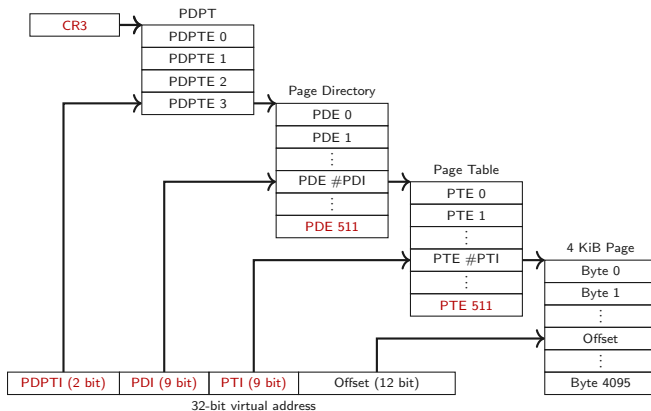 PDPT
CR3
PDPTE 0
PDPTE 1
PDPTE 2
PDPTE 3
Page Directory
PDE 0
PDE 1
⋮
PDE #PDI
⋮
PDE 511
Page Table
PTE 0
PTE 1
⋮
PTE #PTI
⋮
PTE 511
4 KiB Page
Byte 0
Byte 1
⋮
Offset
⋮
Byte 4095
PDPTI (2 bit) PDI (9 bit) PTI (9 bit) Offset (12 bit)
32-bit virtual address